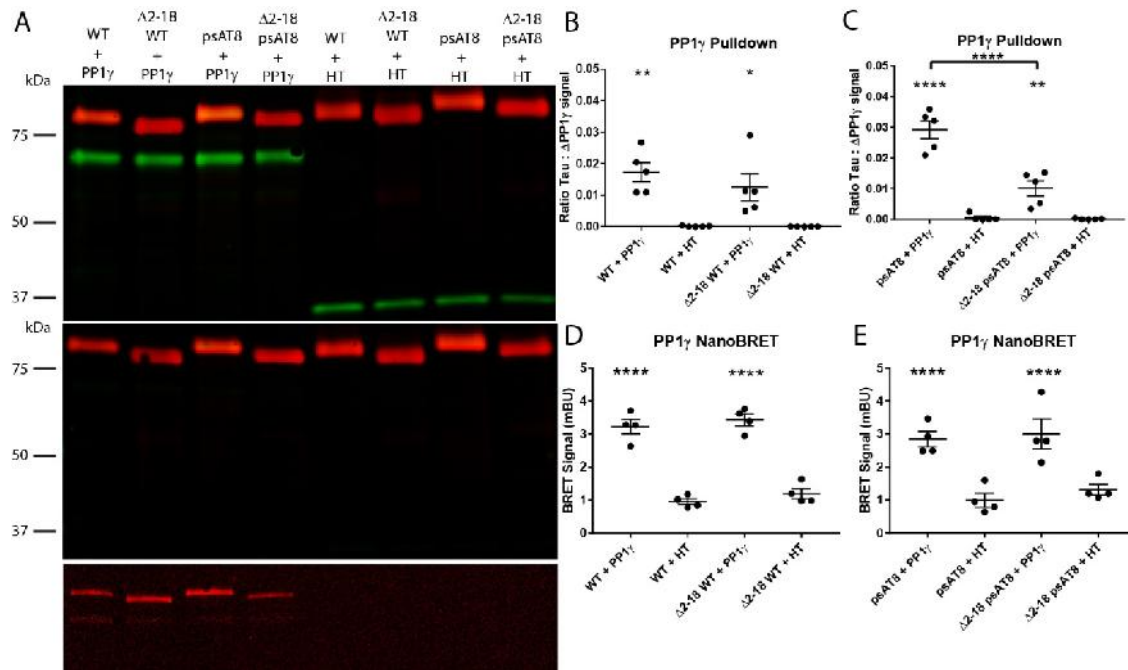 A
WT + PP1γ
Δ2-18 WT + PP1γ
psAT8 + PP1γ
Δ2-18 psAT8 + PP1γ
WT + HT
Δ2-18 WT + HT
psAT8 + HT
Δ2-18 psAT8 + HT
kDa
75
50
37
kDa
75
50
37
B
PP1γ Pulldown
Ratio Tau : ΔPP1γ signal
0.05
0.04
0.03
0.02
0.01
0.00
**
*
WT + PP1γ
WT + HT
Δ2-18 WT + PP1γ
Δ2-18 WT + HT
C
PP1γ Pulldown
Ratio Tau : ΔPP1γ signal
0.05
0.04
0.03
0.02
0.01
0.00
****
****
**
psAT8 + PP1γ
psAT8 + HT
Δ2-18 psAT8 + PP1γ
Δ2-18 psAT8 + HT
D
PP1γ NanoBRET
BRET Signal (mBU)
5
4
3
2
1
0
****
****
WT + PP1γ
WT + HT
Δ2-18 WT + PP1γ
Δ2-18 WT + HT
E
PP1γ NanoBRET
BRET Signal (mBU)
5
4
3
2
1
0
****
****
psAT8 + PP1γ
psAT8 + HT
Δ2-18 psAT8 + PP1γ
Δ2-18 psAT8 + HT